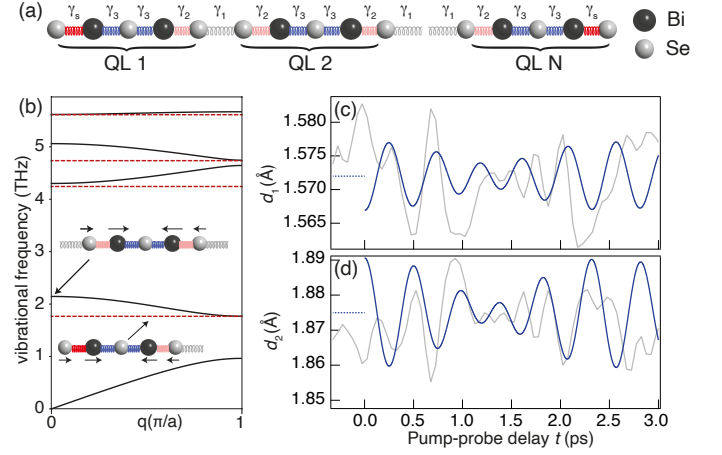 (a)
γs γ3 γ3 γ2 γ1 γ2 γ3 γ3 γ2 γ1 γ1 γ2 γ3 γ3 γs
Bi
Se
QL 1 QL 2 QL N
(b)
vibrational frequency (THz)
5
4
3
2
1
0
0 1
q(π/a)
(c)
d1(Å)
1.580
1.575
1.570
1.565
(d)
d2(Å)
1.89
1.88
1.87
1.86
1.85
0.0 0.5 1.0 1.5 2.0 2.5 3.0
Pump-probe delay t (ps)